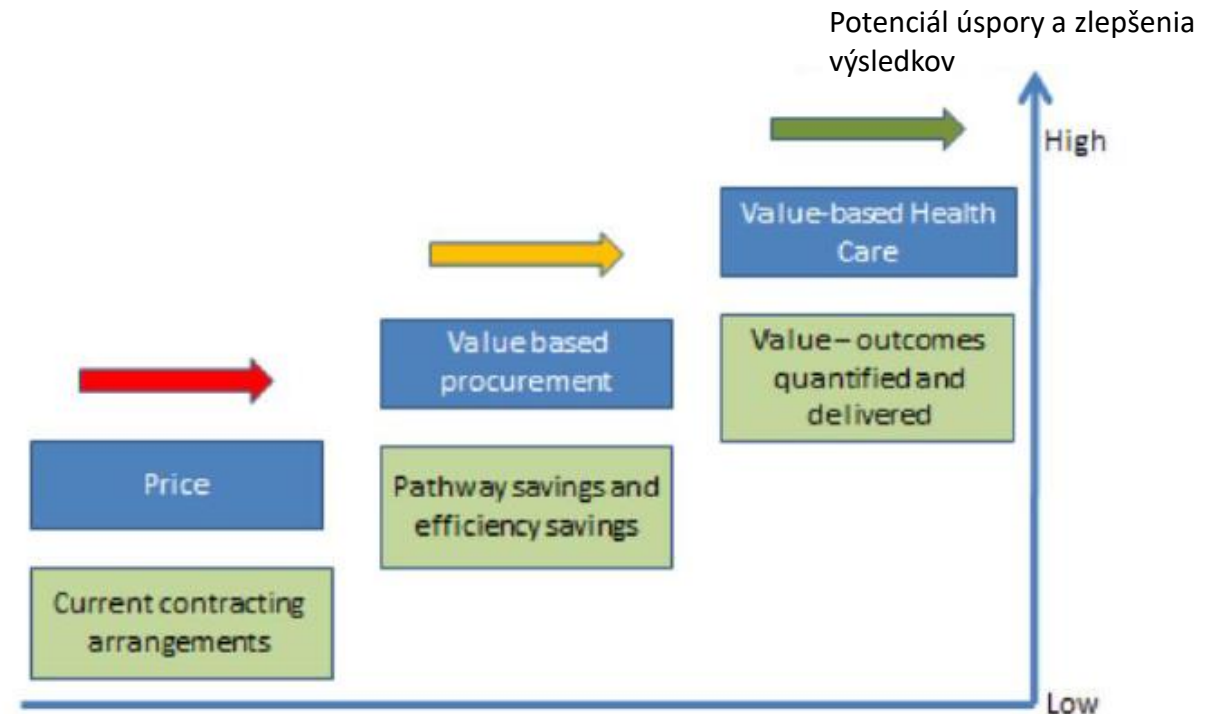 Potenciál úspory a zlepšenia
výsledkov
High
Value-based Health
Care
Value based
procurement
Value – outcomes
quantified and
delivered
Price
Pathway savings and
efficiency savings
Current contracting
arrangements
Low